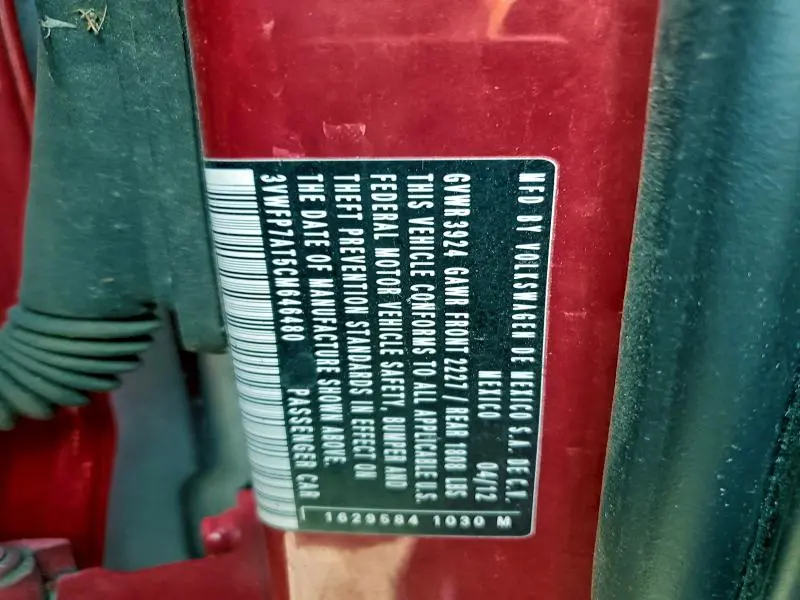 MFD BY VOLKSWAGEN DE MEXICO S.A. DE C.V.
MEXICO 04/12
GVWR 3924 GAWR FRONT 2227 / REAR 1808 LBS
THIS VEHICLE CONFORMS TO ALL APPLICABLE U.S.
FEDERAL MOTOR VEHICLE SAFETY, BUMPER AND
THEFT PREVENTION STANDARDS IN EFFECT ON
THE DATE OF MANUFACTURE SHOWN ABOVE.
3VWFP7AT5CM646480 PASSENGER CAR
1629584 1030 M